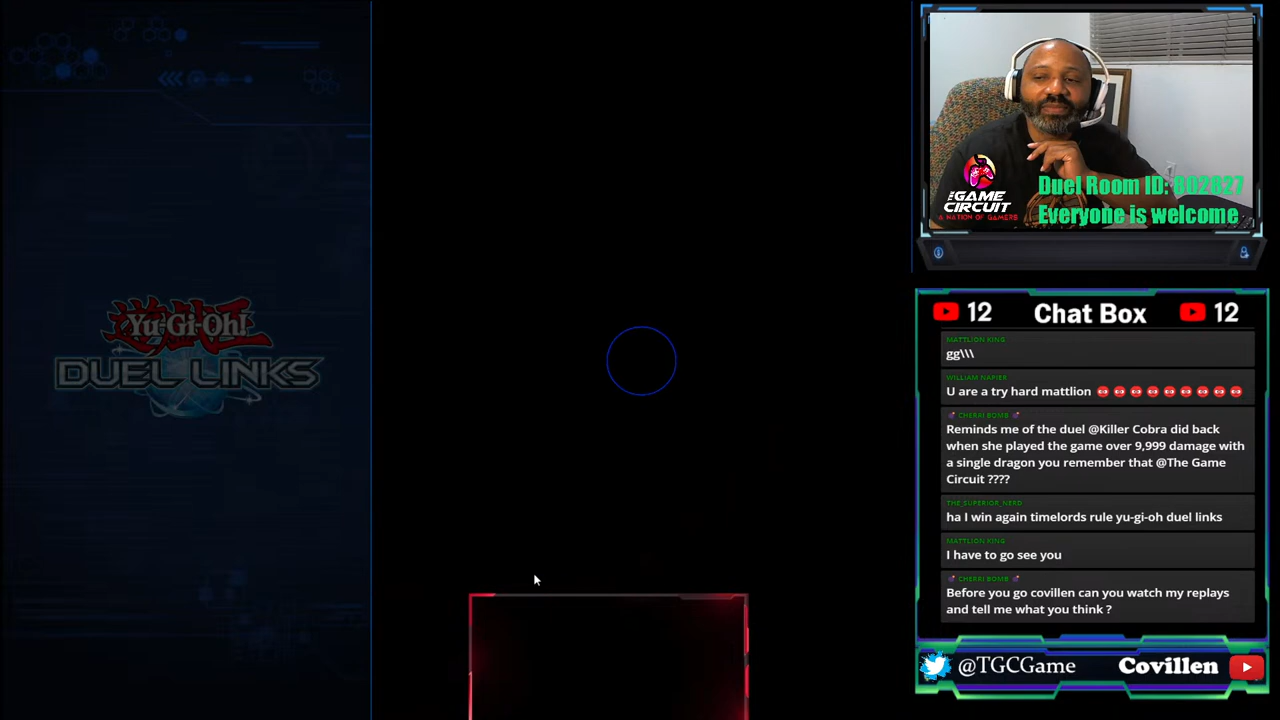 Yu-Gi-Oh!
DUEL LINKS
THE
GAME
CIRCUIT
A NATION OF GAMERS
Duel Room ID: 802827
Everyone is welcome
12
Chat Box
12
MATTLION KING
gg\\\
WILLIAM NAPIER
U are a try hard mattlion
CHERRI BOMB
Reminds me of the duel @Killer Cobra did back
when she played the game over 9,999 damage with
a single dragon you remember that @The Game
Circuit ????
THE_SUPERIOR_NERD
ha I win again timelords rule yu-gi-oh duel links
MATTLION KING
I have to go see you
CHERRI BOMB
Before you go covillen can you watch my replays
and tell me what you think ?
@TGCGame
Covillen